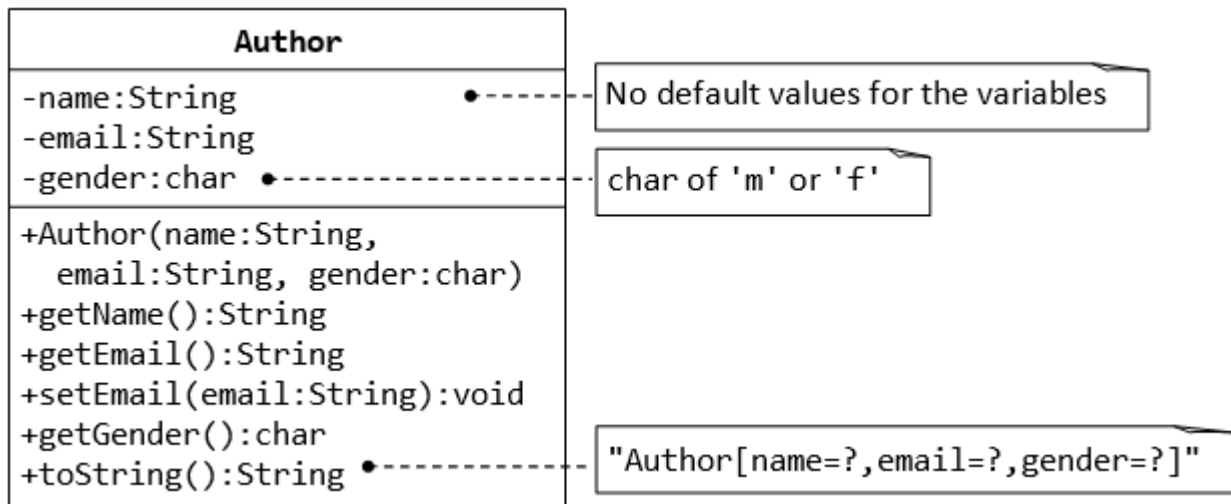 Author
-name:String
No default values for the variables
-email:String
-gender:char
char of 'm' or 'f'
+Author(name:String,
email:String, gender:char)
+getName():String
+getEmail():String
+setEmail(email:String):void
+getGender():char
+toString():String
"Author[name=?,email=?,gender=?]"